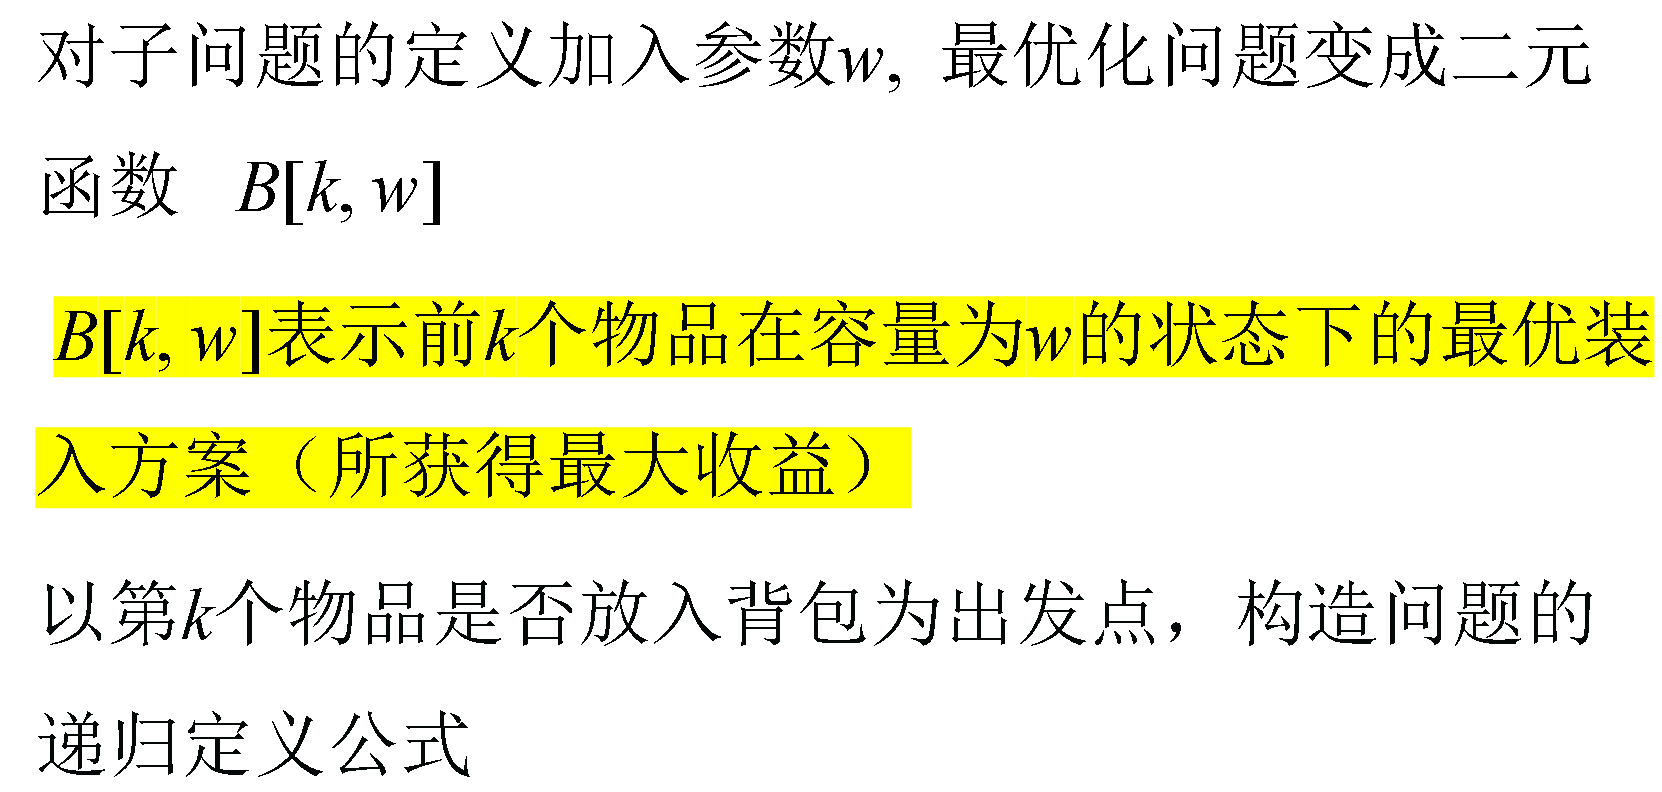 对子问题的定义加入参数w, 最优化问题变成二元
函数 B[k, w]
B[k, w]表示前k个物品在容量为w的状态下的最优装
入方案（所获得最大收益）
以第k个物品是否放入背包为出发点，构造问题的
递归定义公式